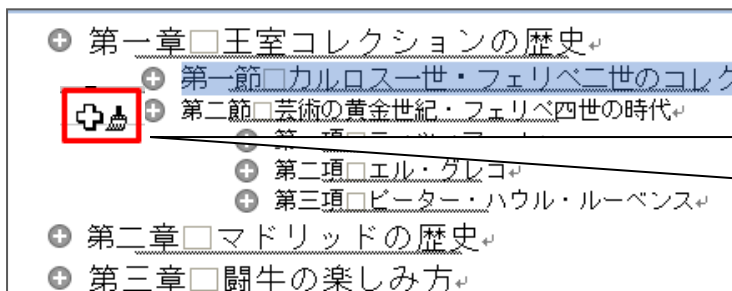 第一章□王室コレクションの歴史
第一節□カルロス一世・フェリペ二世のコレク
第二節□芸術の黄金世紀・フェリペ四世の時代
第一項□
第二項□エル・グレコ
第三項□ピーター・ハウル・ルーベンス
第二章□マドリッドの歴史
第三章□闘牛の楽しみ方